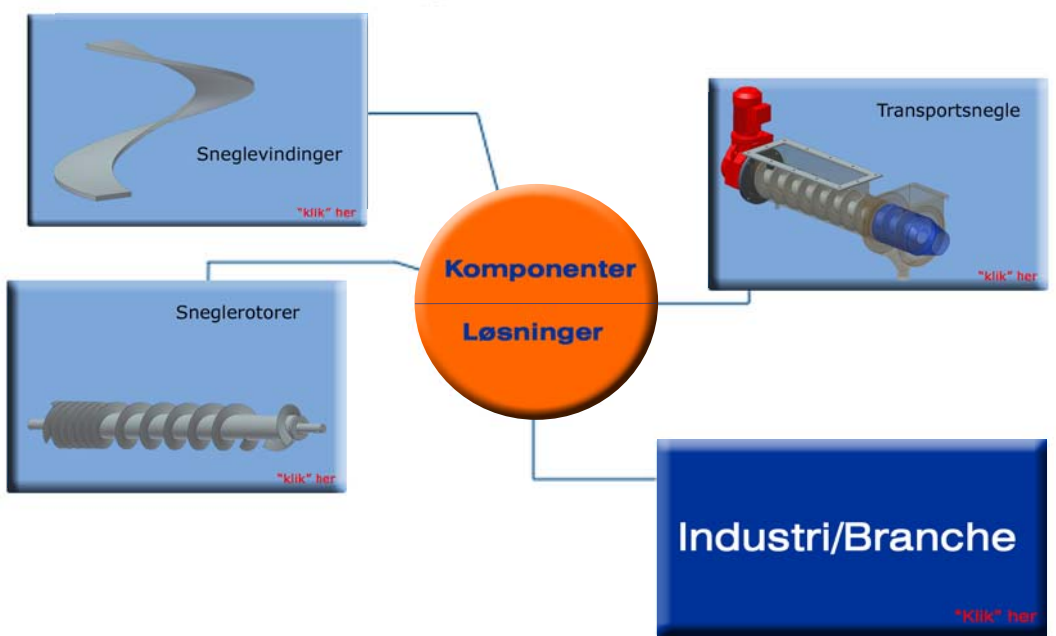 Sneglevindinger
"klik" her
Transportsnegle
"klik" her
Komponenter
Løsninger
Sneglerotorer
"klik" her
Industri/Branche
"Klik" her